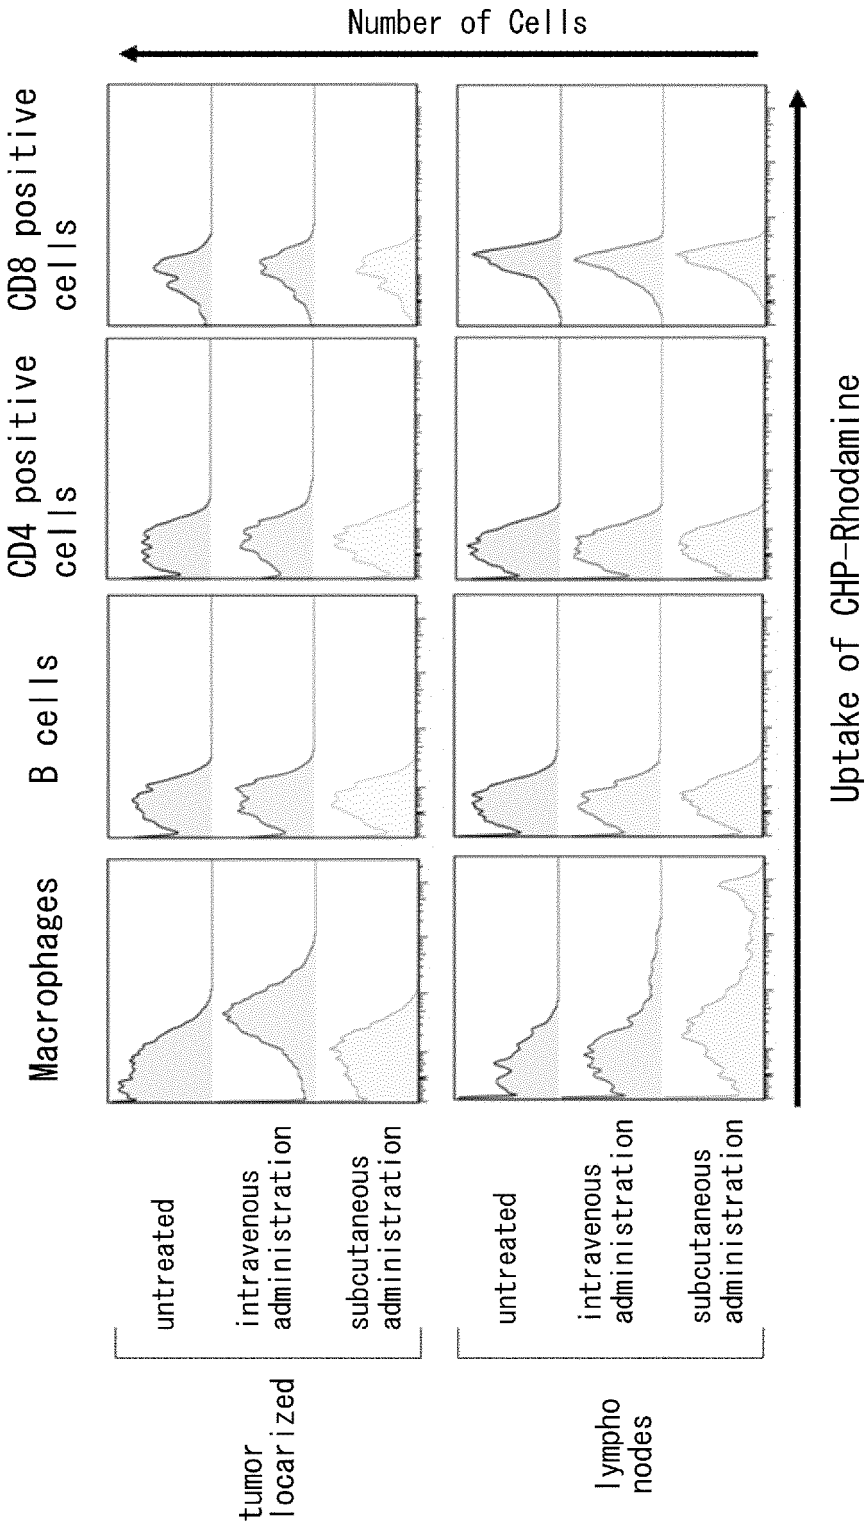 Number of Cells
Macrophages
B cells
CD4 positive
cells
CD8 positive
cells
tumor
locarized
untreated
intravenous
administration
subcutaneous
administration
lympho
nodes
untreated
intravenous
administration
subcutaneous
administration
Uptake of CHP-Rhodamine